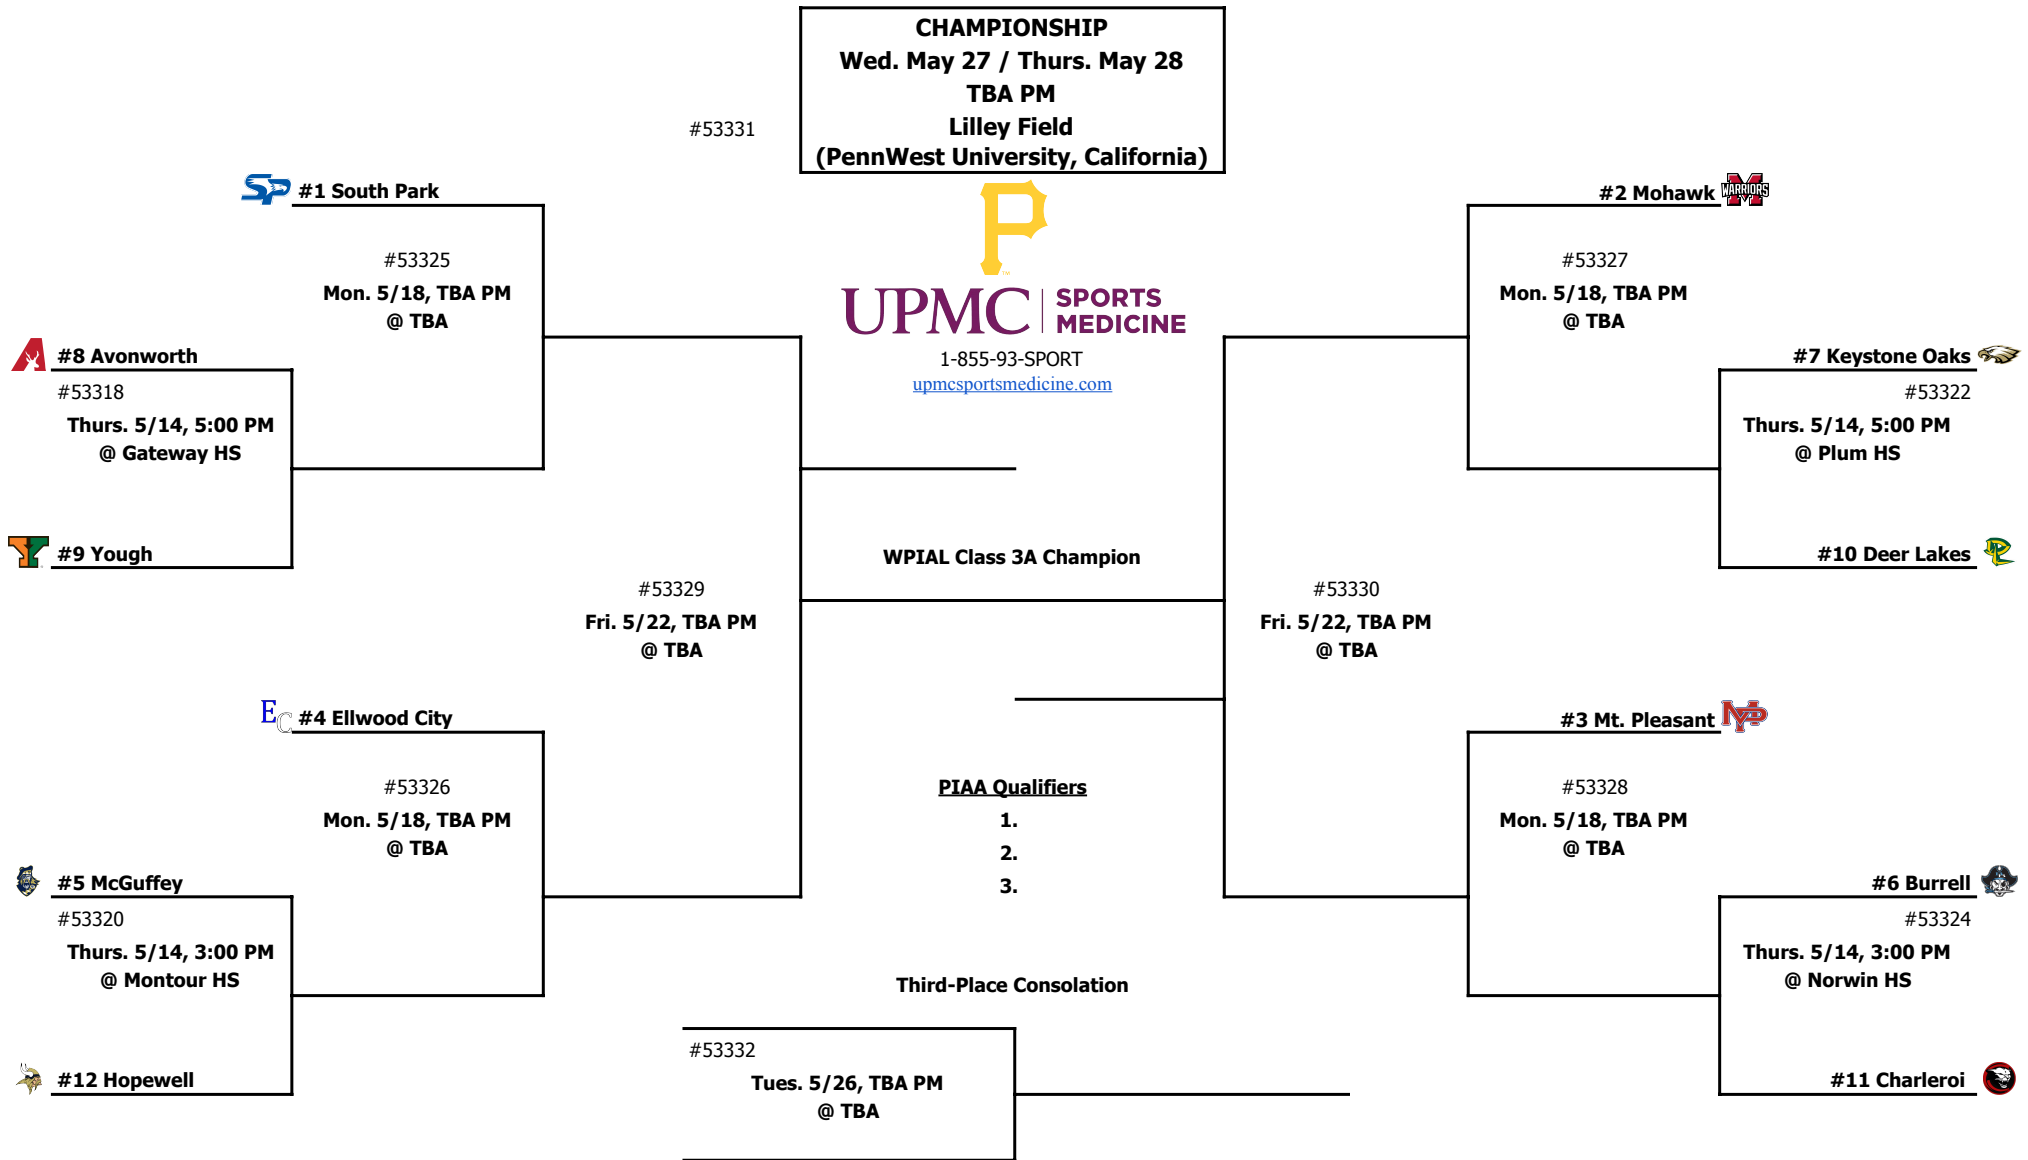 CHAMPIONSHIP
Wed. May 27 / Thurs. May 28
TBA PM
Lilley Field
(PennWest University, California)
#53331
SP #1 South Park
#53325
Mon. 5/18, TBA PM
@ TBA
A #8 Avonworth
#53318
Thurs. 5/14, 5:00 PM
@ Gateway HS
Y #9 Yough
#53329
Fri. 5/22, TBA PM
@ TBA
EC #4 Ellwood City
#53326
Mon. 5/18, TBA PM
@ TBA
#5 McGuffey
#53320
Thurs. 5/14, 3:00 PM
@ Montour HS
#12 Hopewell
P
TM
UPMC | SPORTS
MEDICINE
1-855-93-SPORT
upmcsportsmedicine.com
WPIAL Class 3A Champion
PIAA Qualifiers
1.
2.
3.
Third-Place Consolation
#53332
Tues. 5/26, TBA PM
@ TBA
#2 Mohawk M WARRIORS
#53327
Mon. 5/18, TBA PM
@ TBA
#7 Keystone Oaks
#53322
Thurs. 5/14, 5:00 PM
@ Plum HS
#10 Deer Lakes DL
#53330
Fri. 5/22, TBA PM
@ TBA
#3 Mt. Pleasant MP
#53328
Mon. 5/18, TBA PM
@ TBA
#6 Burrell
#53324
Thurs. 5/14, 3:00 PM
@ Norwin HS
#11 Charleroi